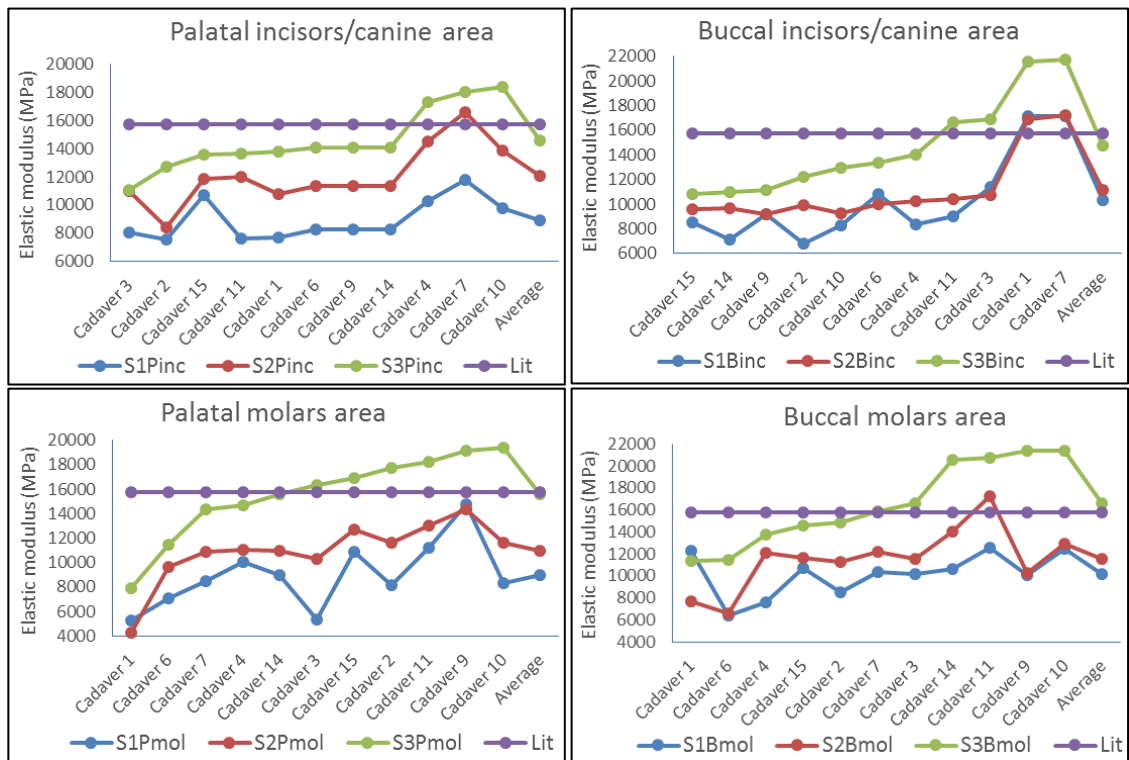 Palatal incisors/canine area
Elastic modulus (MPa)
20000
18000
16000
14000
12000
10000
8000
6000
Cadaver 3
Cadaver 2
Cadaver 15
Cadaver 11
Cadaver 1
Cadaver 6
Cadaver 9
Cadaver 14
Cadaver 4
Cadaver 7
Cadaver 10
Average
S1Pinc S2Pinc S3Pinc Lit
Buccal incisors/canine area
Elastic modulus (MPa)
22000
20000
18000
16000
14000
12000
10000
8000
6000
Cadaver 15
Cadaver 14
Cadaver 9
Cadaver 2
Cadaver 10
Cadaver 6
Cadaver 4
Cadaver 11
Cadaver 3
Cadaver 1
Cadaver 7
Average
S1Binc S2Binc S3Binc Lit
Palatal molars area
Elastic modulus (MPa)
20000
18000
16000
14000
12000
10000
8000
6000
4000
Cadaver 1
Cadaver 6
Cadaver 7
Cadaver 4
Cadaver 14
Cadaver 3
Cadaver 15
Cadaver 2
Cadaver 11
Cadaver 9
Cadaver 10
Average
S1Pmol S2Pmol S3Pmol Lit
Buccal molars area
Elastic modulus (MPa)
22000
20000
18000
16000
14000
12000
10000
8000
6000
4000
Cadaver 1
Cadaver 6
Cadaver 4
Cadaver 15
Cadaver 2
Cadaver 7
Cadaver 3
Cadaver 14
Cadaver 11
Cadaver 9
Cadaver 10
Average
S1Bmol S2Bmol S3Bmol Lit